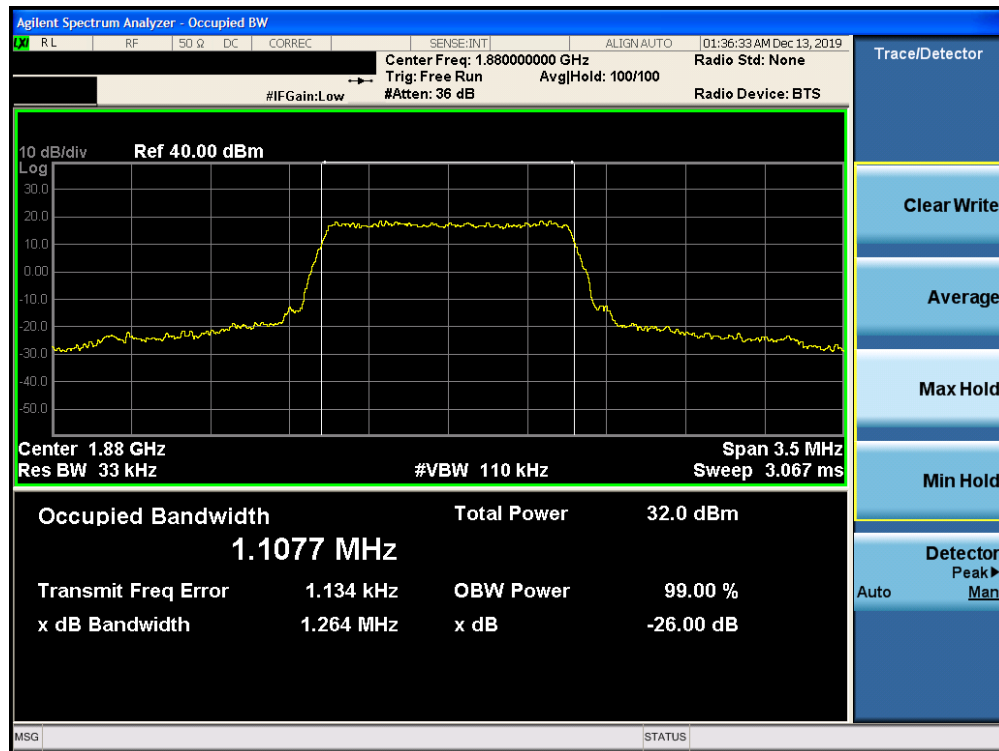 Agilent Spectrum Analyzer - Occupied BW
LXI RL RF 50 Ω DC CORREC SENSE:INT ALIGN AUTO 01:36:33 AM Dec 13, 2019
Center Freq: 1.880000000 GHz Radio Std: None
Trig: Free Run Avg|Hold: 100/100
#IFGain:Low #Atten: 36 dB Radio Device: BTS
10 dB/div Ref 40.00 dBm
Log
30.0
20.0
10.0
0.00
-10.0
-20.0
-30.0
-40.0
-50.0
Center 1.88 GHz Span 3.5 MHz
Res BW 33 kHz #VBW 110 kHz Sweep 3.067 ms
Occupied Bandwidth Total Power 32.0 dBm
1.1077 MHz
Transmit Freq Error 1.134 kHz OBW Power 99.00 %
x dB Bandwidth 1.264 MHz x dB -26.00 dB
MSG STATUS
Trace/Detector
Clear Write
Average
Max Hold
Min Hold
Detector
Peak▶
Auto Man